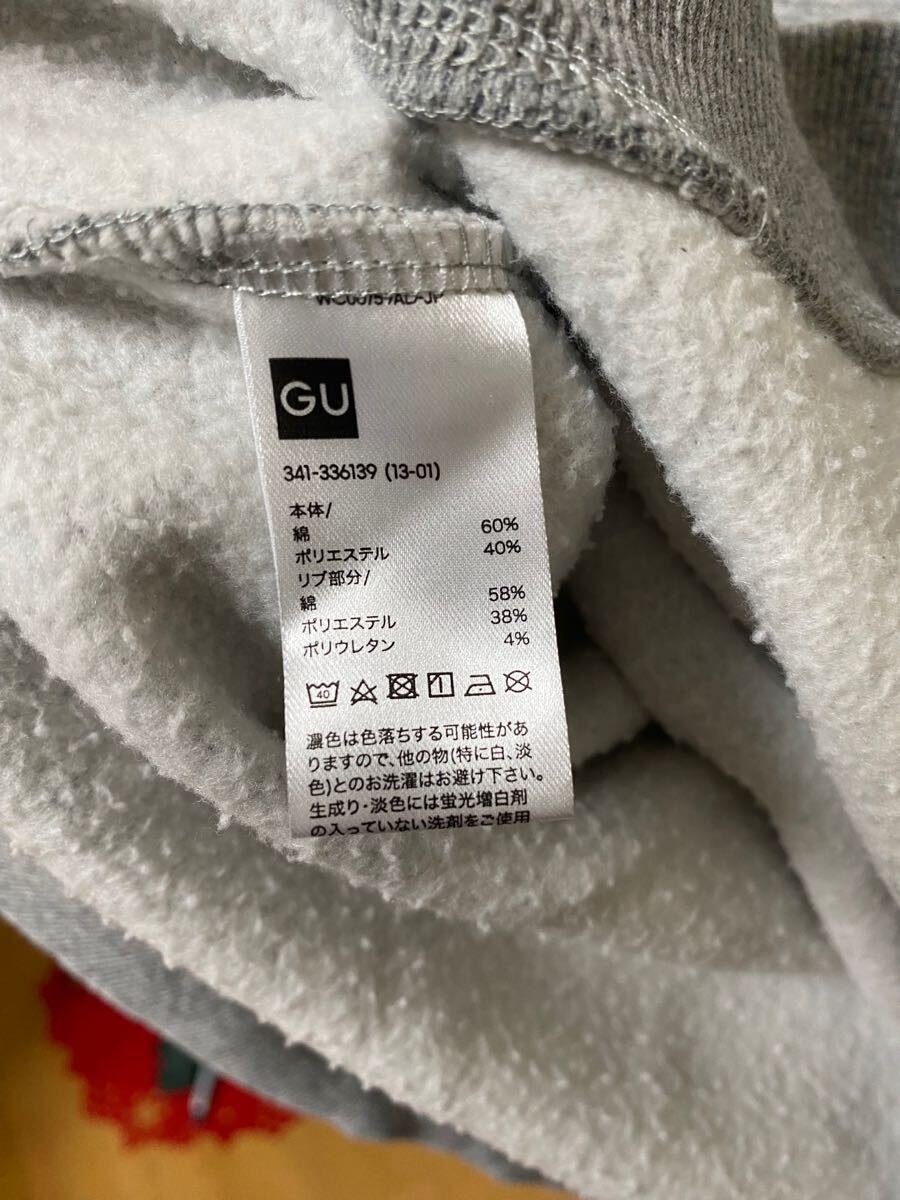 GU
341-336139 (13-01)
本体/
綿 60%
ポリエステル 40%
リブ部分/
綿 58%
ポリエステル 38%
ポリウレタン 4%
40
濃色は色落ちする可能性があ
りますので、他の物(特に白、淡
色)とのお洗濯はお避け下さい。
生成り・淡色には蛍光増白剤
の入っていない洗剤をご使用